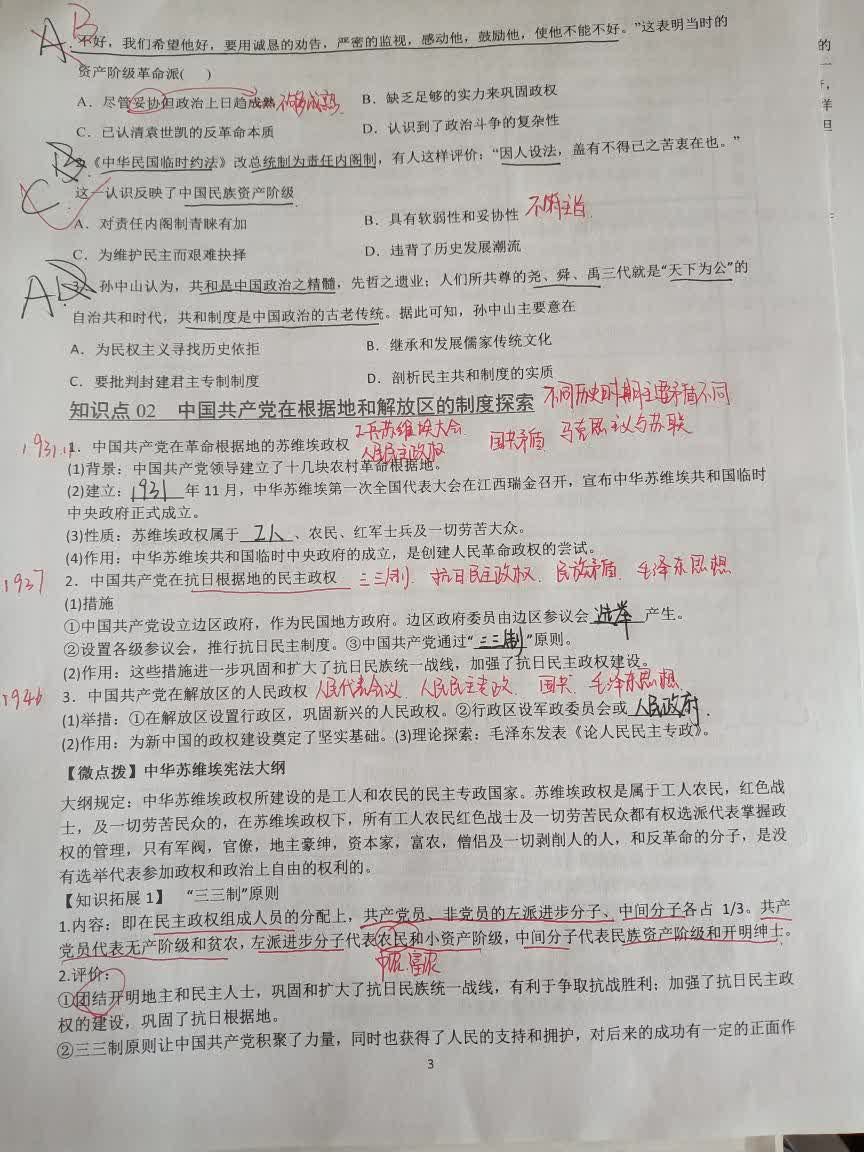 B
A.不好，我们希望他好，要用诚恳的劝告，严密的监视，感动他，鼓励他，使他不能不好。”这表明当时的
资产阶级革命派(　　)
A．尽管妥协但政治上日趋成熟 不够成熟 B．缺乏足够的实力来巩固政权
C．已认清袁世凯的反革命本质 D．认识到了政治斗争的复杂性
B 《中华民国临时约法》改总统制为责任内阁制，有人这样评价：“因人设法，盖有不得已之苦衷在也。”
C 这一认识反映了中国民族资产阶级
A．对责任内阁制青睐有加 B．具有软弱性和妥协性
C．为维护民主而艰难抉择 D．违背了历史发展潮流
A D 3、孙中山认为，共和是中国政治之精髓，先哲之遗业；人们所共尊的尧、舜、禹三代就是“天下为公”的
自治共和时代，共和制度是中国政治的古老传统。据此可知，孙中山主要意在
A．为民权主义寻找历史依拒 B．继承和发展儒家传统文化
C．要批判封建君主专制制度 D．剖析民主共和制度的实质
知识点 02　中国共产党在根据地和解放区的制度探索 不同历史时期主要矛盾不同
1931.11 1．中国共产党在革命根据地的苏维埃政权 工兵苏维埃大会 国共矛盾 马克思主义与苏联
人民民主政权
(1)背景：中国共产党领导建立了十几块农村革命根据地。
(2)建立：1931年 11 月，中华苏维埃第一次全国代表大会在江西瑞金召开，宣布中华苏维埃共和国临时
中央政府正式成立。
(3)性质：苏维埃政权属于工人、农民、红军士兵及一切劳苦大众。
(4)作用：中华苏维埃共和国临时中央政府的成立，是创建人民革命政权的尝试。
1937 2．中国共产党在抗日根据地的民主政权 三三制．抗日民主政权．民族矛盾．毛泽东思想
(1)措施
①中国共产党设立边区政府，作为民国地方政府。边区政府委员由边区参议会选举产生。
②设置各级参议会，推行抗日民主制度。③中国共产党通过“三三制”原则。
(2)作用：这些措施进一步巩固和扩大了抗日民族统一战线，加强了抗日民主政权建设。
1946 3．中国共产党在解放区的人民政权 人民代表会议．人民民主专政．国共．毛泽东思想．
(1)举措：①在解放区设置行政区，巩固新兴的人民政权。②行政区设军政委员会或人民政府．
(2)作用：为新中国的政权建设奠定了坚实基础。(3)理论探索：毛泽东发表《论人民民主专政》。
【微点拨】中华苏维埃宪法大纲
大纲规定：中华苏维埃政权所建设的是工人和农民的民主专政国家。苏维埃政权是属于工人农民，红色战
士，及一切劳苦民众的，在苏维埃政权下，所有工人农民红色战士及一切劳苦民众都有权选派代表掌握政
权的管理，只有军阀，官僚，地主豪绅，资本家，富农，僧侣及一切剥削人的人，和反革命的分子，是没
有选举代表参加政权和政治上自由的权利的。
【知识拓展 1】　“三三制”原则
1.内容：即在民主政权组成人员的分配上，共产党员、非党员的左派进步分子、中间分子各占 1/3。共产
党员代表无产阶级和贫农，左派进步分子代表农民和小资产阶级，中间分子代表民族资产阶级和开明绅士。
中农、富农
2.评价：
①团结开明地主和民主人士，巩固和扩大了抗日民族统一战线，有利于争取抗战胜利；加强了抗日民主政
权的建设，巩固了抗日根据地。
②三三制原则让中国共产党积聚了力量，同时也获得了人民的支持和拥护，对后来的成功有一定的正面作
3